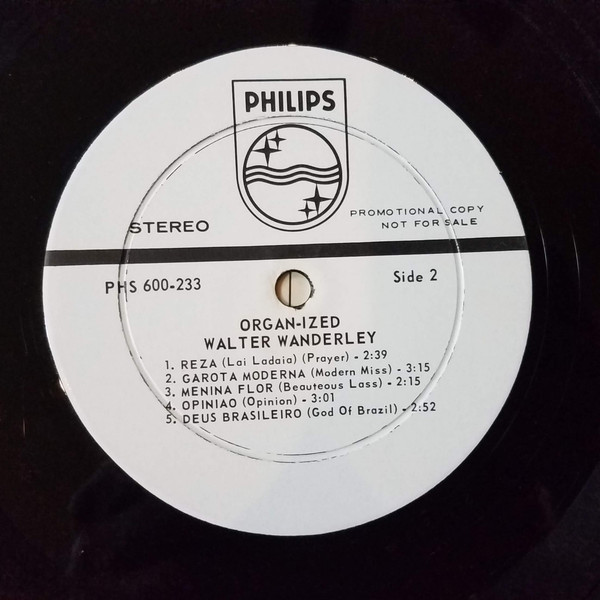 PHILIPS
STEREO
PROMOTIONAL COPY
NOT FOR SALE
PHS 600-233
Side 2
ORGAN-IZED
WALTER WANDERLEY
1. REZA (Lai Ladaia) (Prayer) - 2:39
2. GAROTA MODERNA (Modern Miss) - 3:15
3. MENINA FLOR (Beauteous Lass) - 2:15
4. OPINIAO (Opinion) - 3:01
5. DEUS BRASILEIRO (God Of Brazil) - 2:52